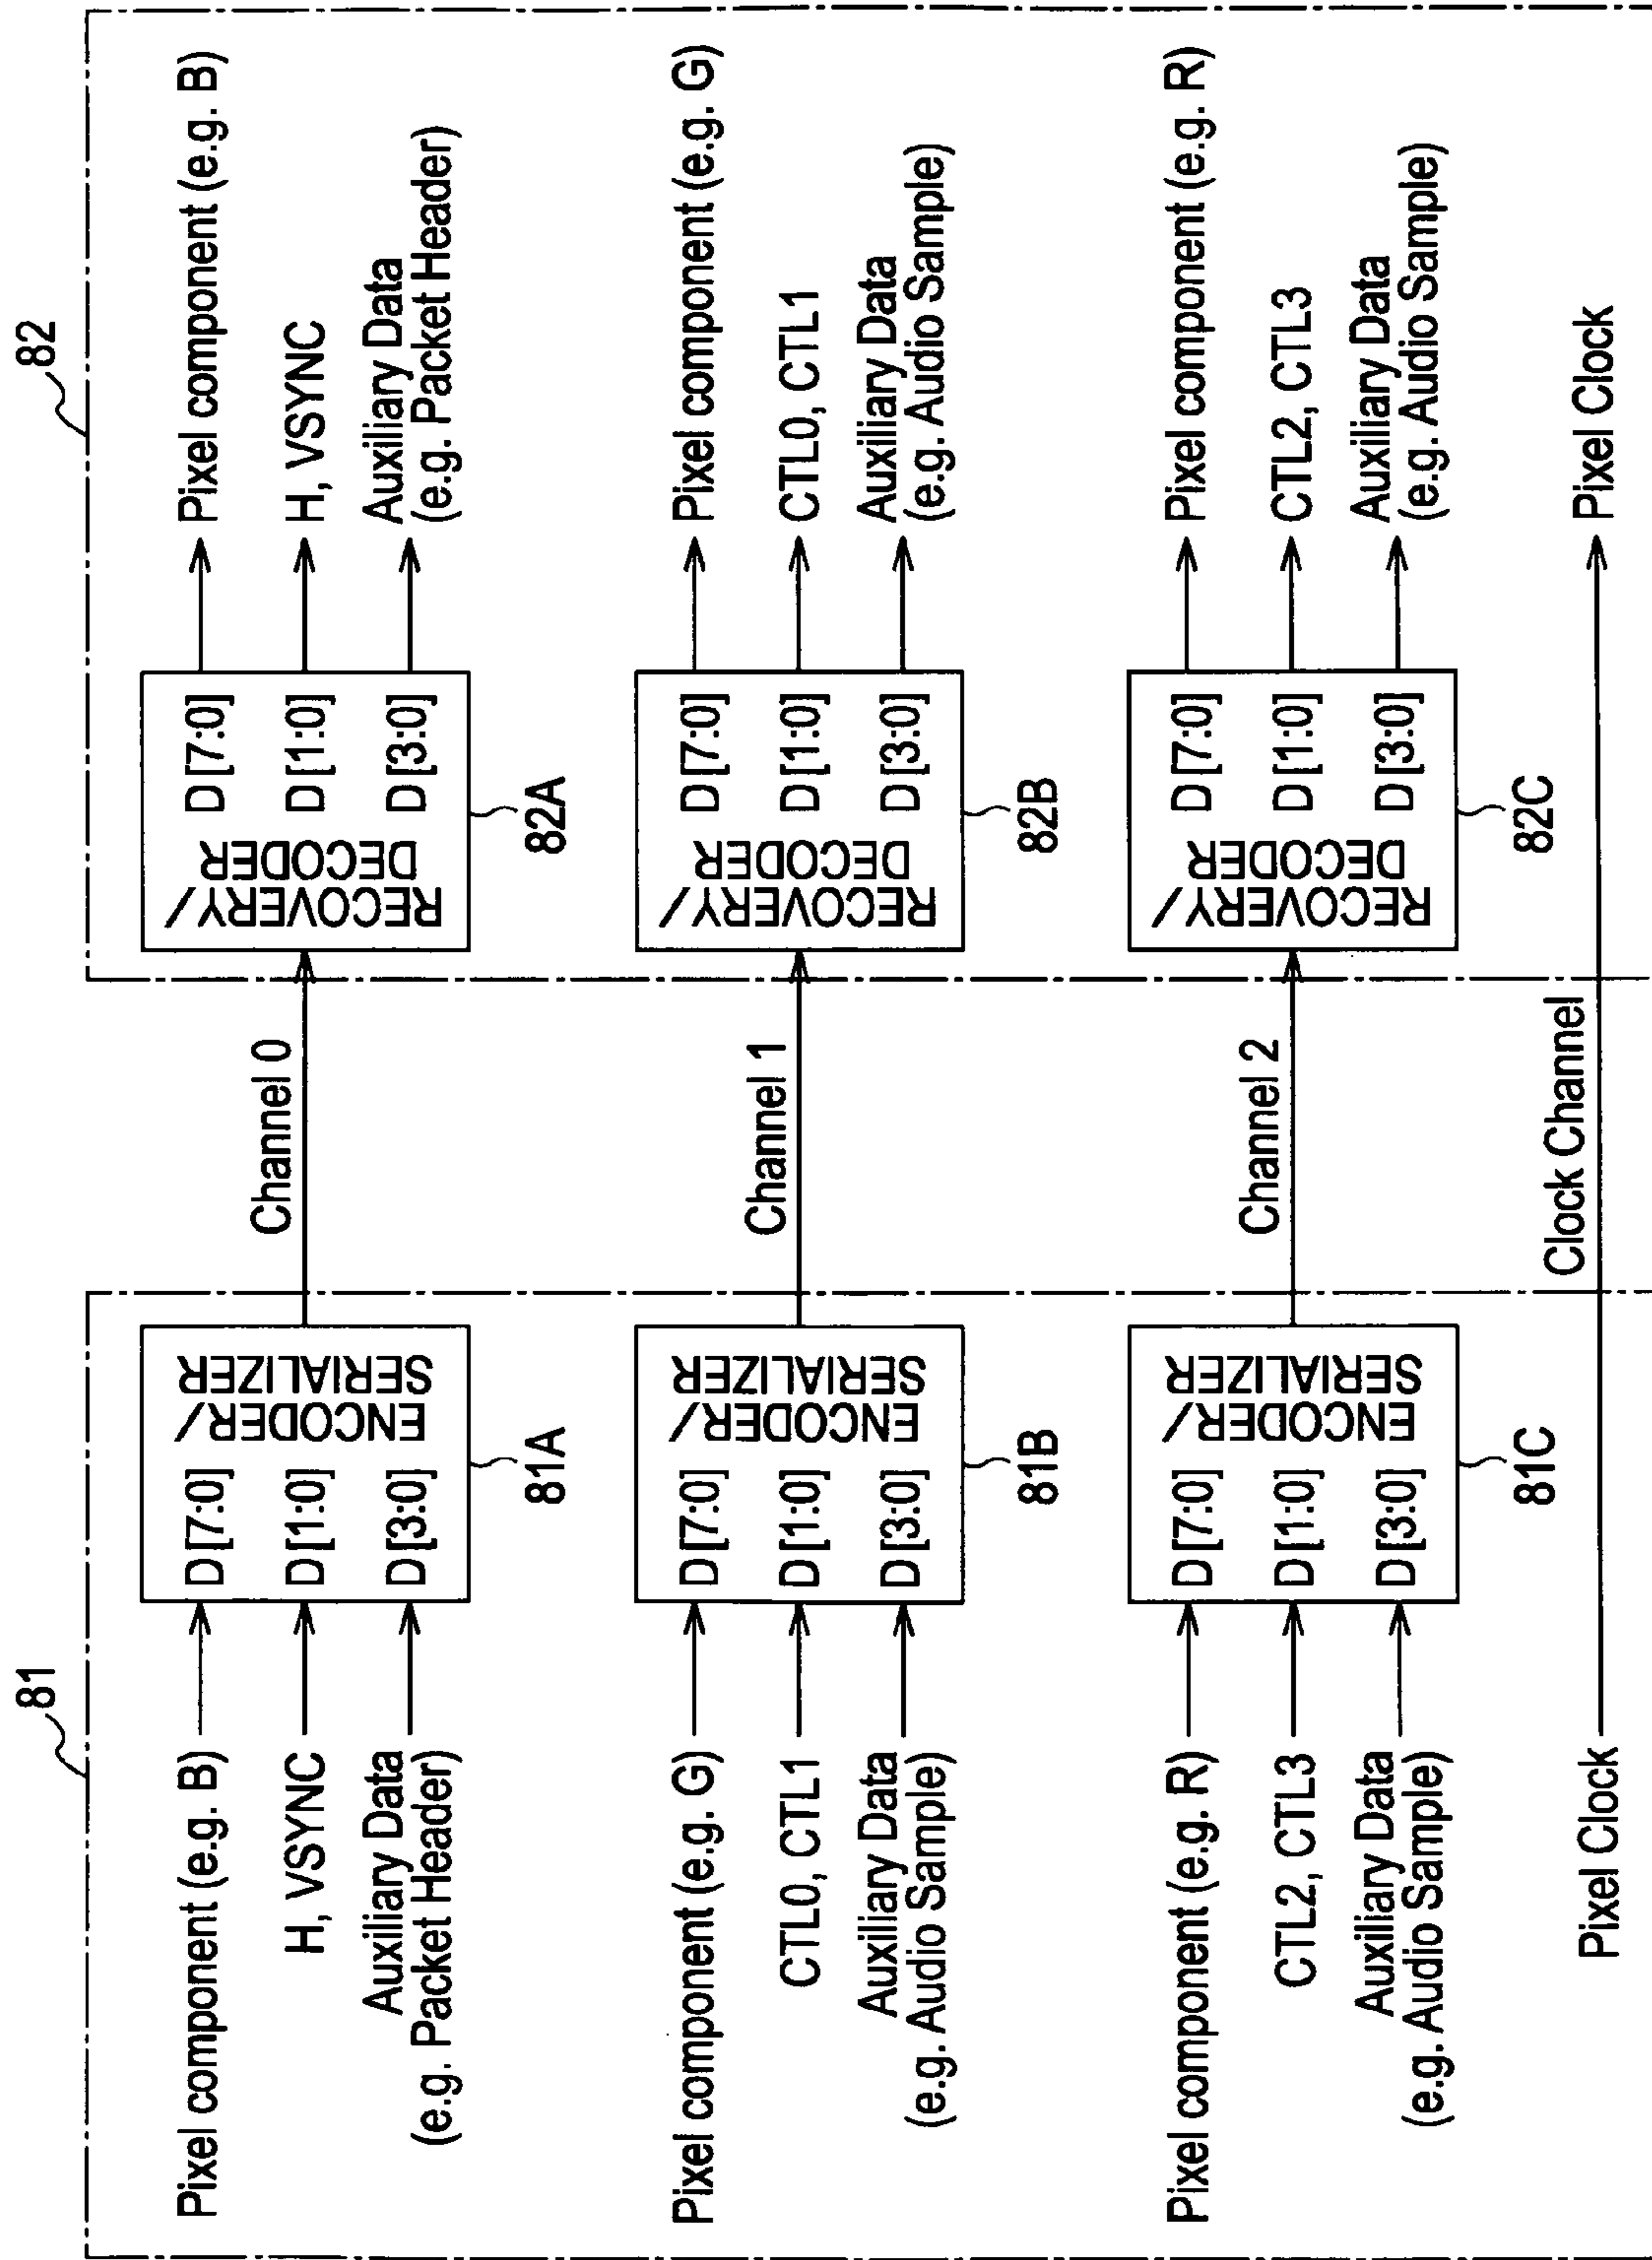 81
Pixel component (e.g. B)
H, VSYNC
Auxiliary Data
(e.g. Packet Header)
D [7:0]
D [1:0]
D [3:0]
ENCODER/
SERIALIZER
81A
Pixel component (e.g. G)
CTL0, CTL1
Auxiliary Data
(e.g. Audio Sample)
D [7:0]
D [1:0]
D [3:0]
ENCODER/
SERIALIZER
81B
Pixel component (e.g. R)
CTL2, CTL3
Auxiliary Data
(e.g. Audio Sample)
D [7:0]
D [1:0]
D [3:0]
ENCODER/
SERIALIZER
81C
Pixel Clock
Channel 0
Channel 1
Channel 2
Clock Channel
82
RECOVERY/
DECODER
D [7:0]
D [1:0]
D [3:0]
82A
Pixel component (e.g. B)
H, VSYNC
Auxiliary Data
(e.g. Packet Header)
RECOVERY/
DECODER
D [7:0]
D [1:0]
D [3:0]
82B
Pixel component (e.g. G)
CTL0, CTL1
Auxiliary Data
(e.g. Audio Sample)
RECOVERY/
DECODER
D [7:0]
D [1:0]
D [3:0]
82C
Pixel component (e.g. R)
CTL2, CTL3
Auxiliary Data
(e.g. Audio Sample)
Pixel Clock